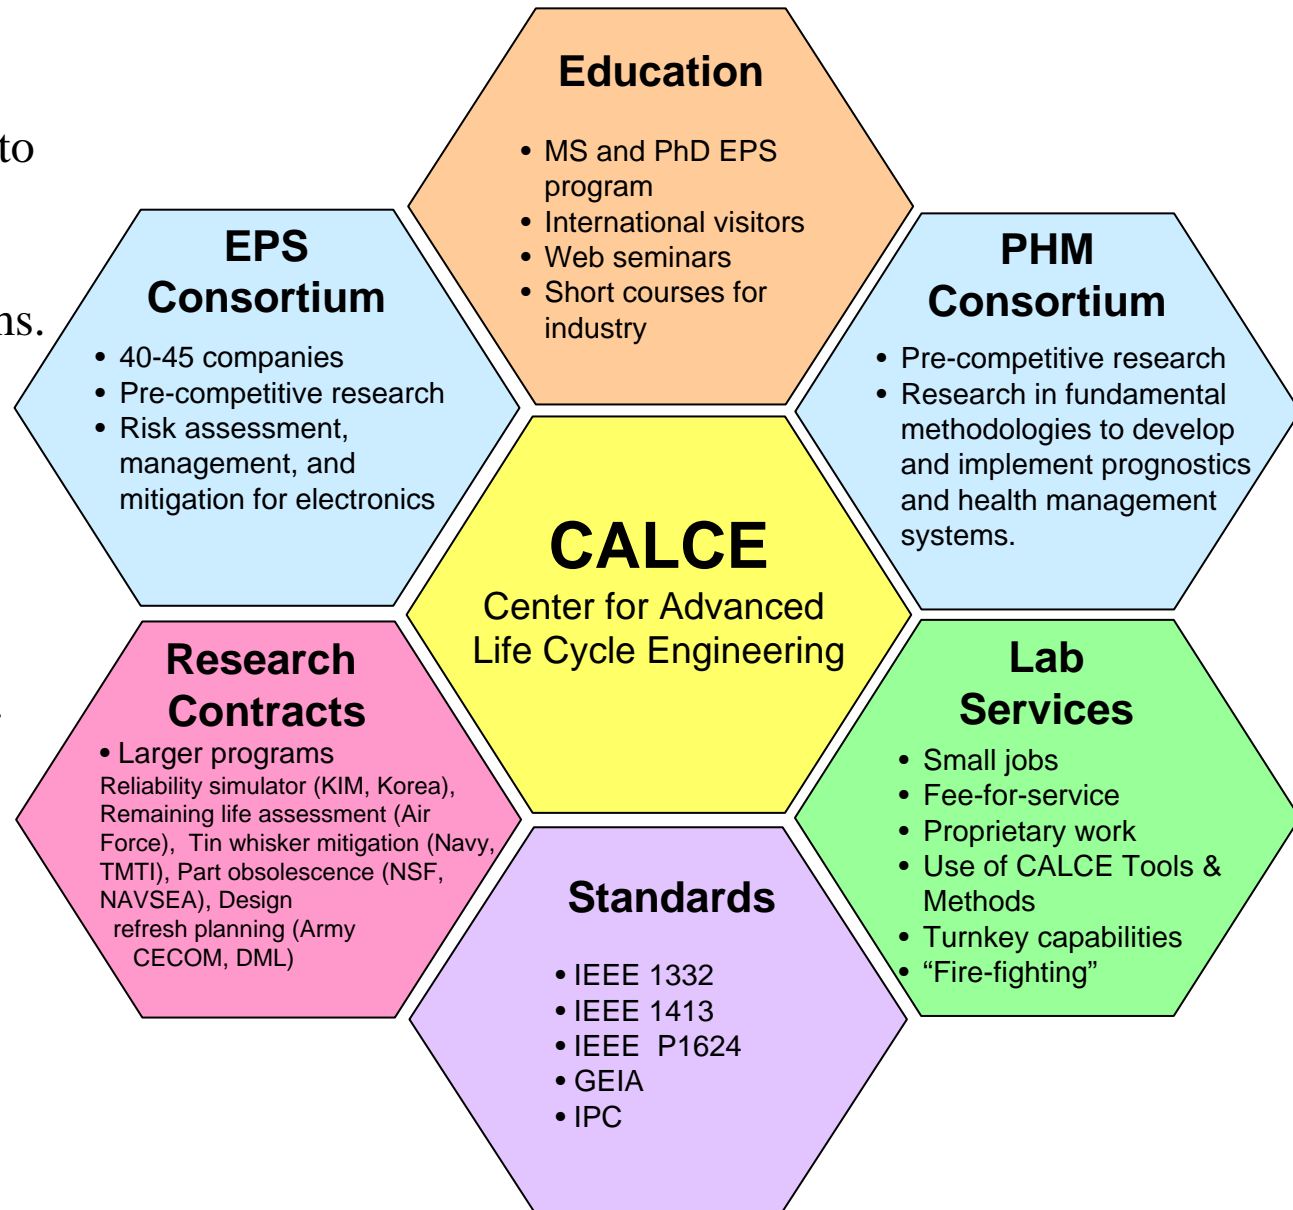 to
ns.
Education
• MS and PhD EPS
program
• International visitors
• Web seminars
• Short courses for
industry
EPS
Consortium
• 40-45 companies
• Pre-competitive research
• Risk assessment,
management, and
mitigation for electronics
PHM
Consortium
• Pre-competitive research
• Research in fundamental
methodologies to develop
and implement prognostics
and health management
systems.
CALCE
Center for Advanced
Life Cycle Engineering
Research
Contracts
• Larger programs
Reliability simulator (KIM, Korea),
Remaining life assessment (Air
Force), Tin whisker mitigation (Navy,
TMTI), Part obsolescence (NSF,
NAVSEA), Design
refresh planning (Army
CECOM, DML)
Lab
Services
• Small jobs
• Fee-for-service
• Proprietary work
• Use of CALCE Tools &
Methods
• Turnkey capabilities
• “Fire-fighting”
Standards
• IEEE 1332
• IEEE 1413
• IEEE P1624
• GEIA
• IPC